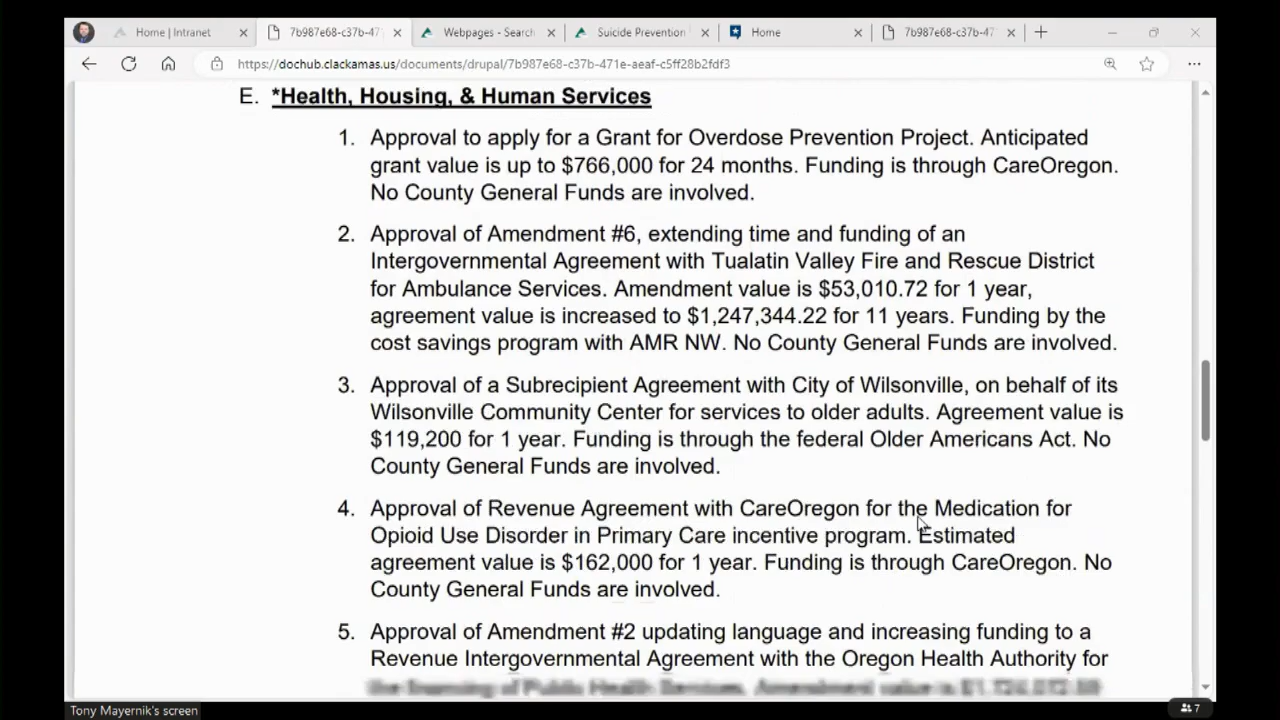 Home | Intranet
7b987e68-c37b-47
Webpages - Search
Suicide Prevention
Home
7b987e68-c37b-47
https://dochub.clackamas.us/documents/drupal/7b987e68-c37b-471e-aeaf-c5ff28b2fdf3
E. *Health, Housing, & Human Services
1. Approval to apply for a Grant for Overdose Prevention Project. Anticipated
grant value is up to $766,000 for 24 months. Funding is through CareOregon.
No County General Funds are involved.
2. Approval of Amendment #6, extending time and funding of an
Intergovernmental Agreement with Tualatin Valley Fire and Rescue District
for Ambulance Services. Amendment value is $53,010.72 for 1 year,
agreement value is increased to $1,247,344.22 for 11 years. Funding by the
cost savings program with AMR NW. No County General Funds are involved.
3. Approval of a Subrecipient Agreement with City of Wilsonville, on behalf of its
Wilsonville Community Center for services to older adults. Agreement value is
$119,200 for 1 year. Funding is through the federal Older Americans Act. No
County General Funds are involved.
4. Approval of Revenue Agreement with CareOregon for the Medication for
Opioid Use Disorder in Primary Care incentive program. Estimated
agreement value is $162,000 for 1 year. Funding is through CareOregon. No
County General Funds are involved.
5. Approval of Amendment #2 updating language and increasing funding to a
Revenue Intergovernmental Agreement with the Oregon Health Authority for
the financing of Public Health Services. Amendment value is
Tony Mayernik's screen
7